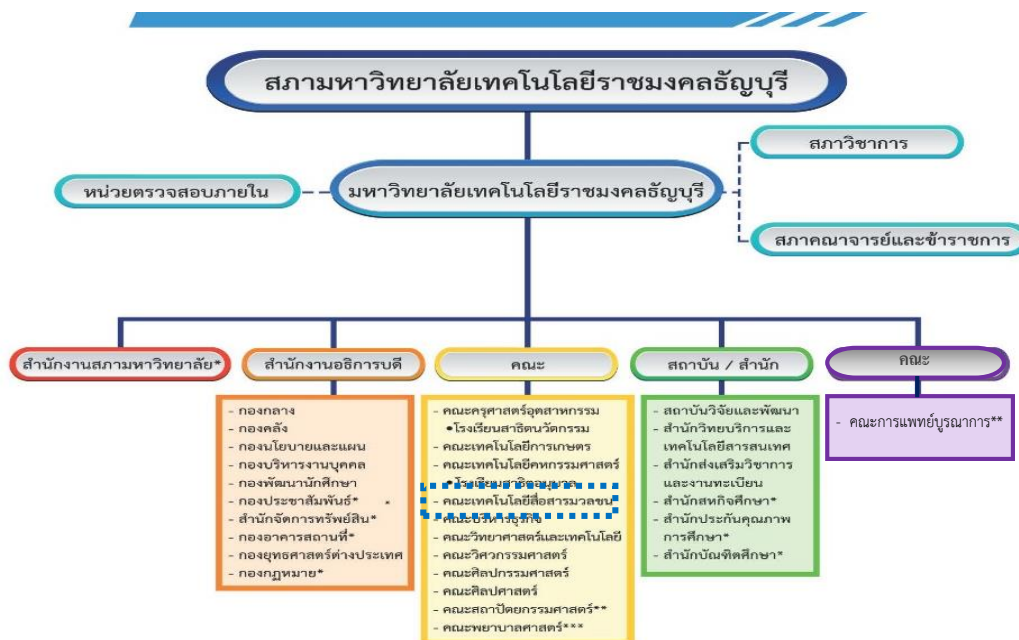 สภามหาวิทยาลัยเทคโนโลยีราชมงคลธัญบุรี
สภาวิชาการ
หน่วยตรวจสอบภายใน
มหาวิทยาลัยเทคโนโลยีราชมงคลธัญบุรี
สภาคณาจารย์และข้าราชการ
สำนักงานสภามหาวิทยาลัย*
สำนักงานอธิการบดี
- กองกลาง
- กองคลัง
- กองนโยบายและแผน
- กองบริหารงานบุคคล
- กองพัฒนานักศึกษา
- กองประชาสัมพันธ์*
- สำนักจัดการทรัพย์สิน*
- กองอาคารสถานที่*
- กองยุทธศาสตร์ต่างประเทศ
- กองกฎหมาย*
คณะ
- คณะครุศาสตร์อุตสาหกรรม
•โรงเรียนสาธิตนวัตกรรม
- คณะเทคโนโลยีการเกษตร
- คณะเทคโนโลยีคหกรรมศาสตร์
•โรงเรียนสาธิตอนุบาล
- คณะเทคโนโลยีสื่อสารมวลชน
- คณะบริหารธุรกิจ
- คณะวิทยาศาสตร์และเทคโนโลยี
- คณะวิศวกรรมศาสตร์
- คณะศิลปกรรมศาสตร์
- คณะศิลปศาสตร์
- คณะสถาปัตยกรรมศาสตร์**
- คณะพยาบาลศาสตร์***
สถาบัน / สำนัก
- สถาบันวิจัยและพัฒนา
- สำนักวิทยบริการและ
เทคโนโลยีสารสนเทศ
- สำนักส่งเสริมวิชาการ
และงานทะเบียน
- สำนักสหกิจศึกษา*
- สำนักประกันคุณภาพ
การศึกษา*
- สำนักบัณฑิตศึกษา*
คณะ
- คณะการแพทย์บูรณาการ**